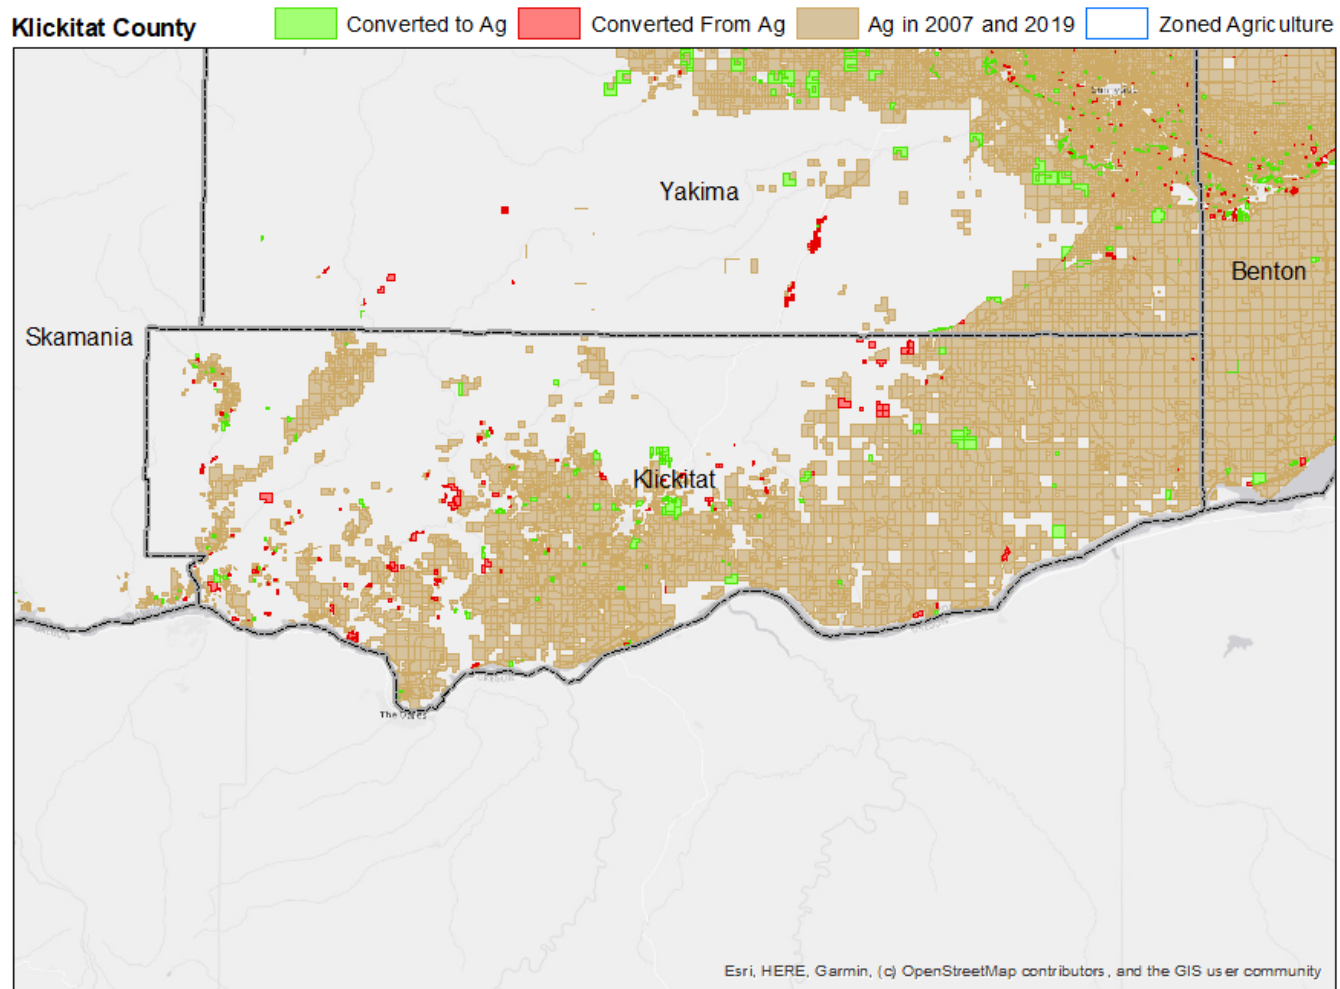 Klickitat County
Converted to Ag
Converted From Ag
Ag in 2007 and 2019
Zoned Agriculture
Yakima
Benton
Skamania
Klickitat
The Dalles
Esri, HERE, Garmin, (c) OpenStreetMap contributors, and the GIS user community